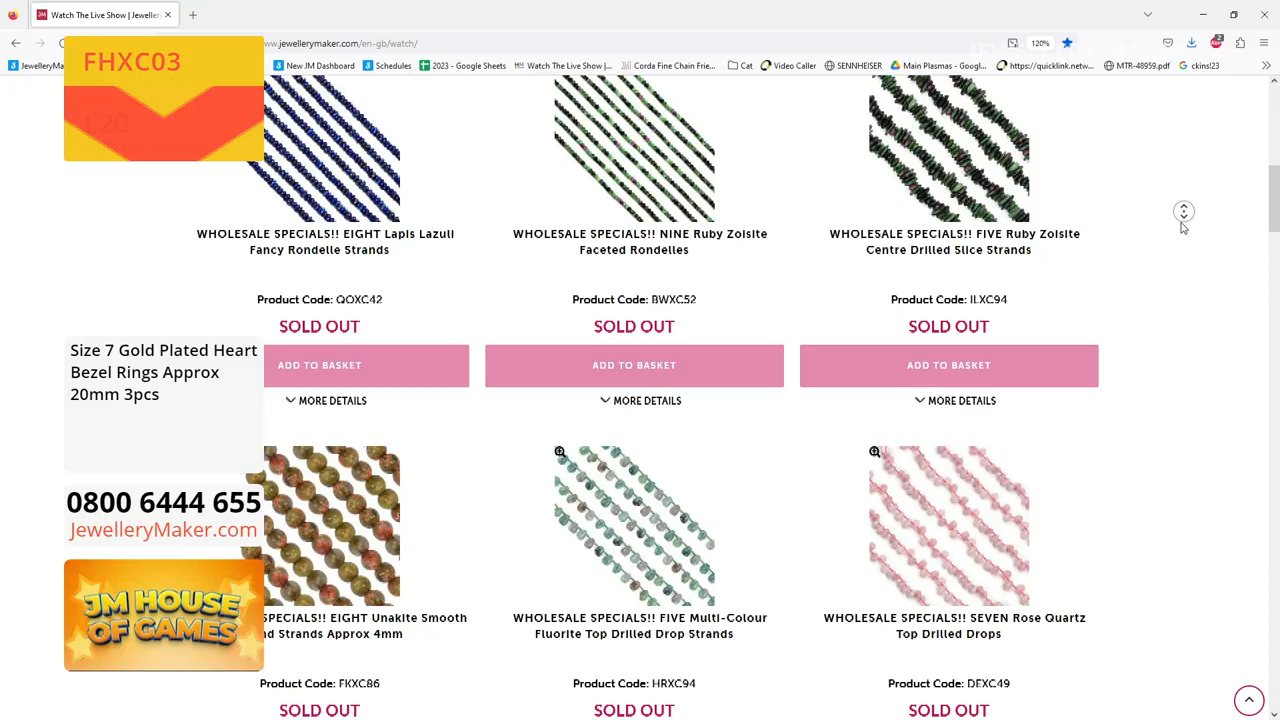 Watch The Live Show | Jeweller
ww.jewellerymaker.com/en-gb/watch/
120%
2
JewelleryMa
New JM Dashboard
Schedules
2023 - Google Sheets
Watch The Live Show |...
Corda Fine Chain Frie...
Cat
Video Caller
SENNHEISER
Main Plasmas - Googl...
https://quicklink.netw...
MTR-48959.pdf
ckins!23
FHXC03
£20
WHOLESALE SPECIALS!! EIGHT Lapis Lazuli
Fancy Rondelle Strands
Product Code: QOXC42
SOLD OUT
ADD TO BASKET
MORE DETAILS
WHOLESALE SPECIALS!! NINE Ruby Zoisite
Faceted Rondelles
Product Code: BWXC52
SOLD OUT
ADD TO BASKET
MORE DETAILS
WHOLESALE SPECIALS!! FIVE Ruby Zoisite
Centre Drilled Slice Strands
Product Code: ILXC94
SOLD OUT
ADD TO BASKET
MORE DETAILS
Size 7 Gold Plated Heart
Bezel Rings Approx
20mm 3pcs
0800 6444 655
JewelleryMaker.com
JM HOUSE
OF GAMES
PECIALS!! EIGHT Unakite Smooth
nd Strands Approx 4mm
Product Code: FKXC86
SOLD OUT
WHOLESALE SPECIALS!! FIVE Multi-Colour
Fluorite Top Drilled Drop Strands
Product Code: HRXC94
SOLD OUT
WHOLESALE SPECIALS!! SEVEN Rose Quartz
Top Drilled Drops
Product Code: DEXC49
SOLD OUT